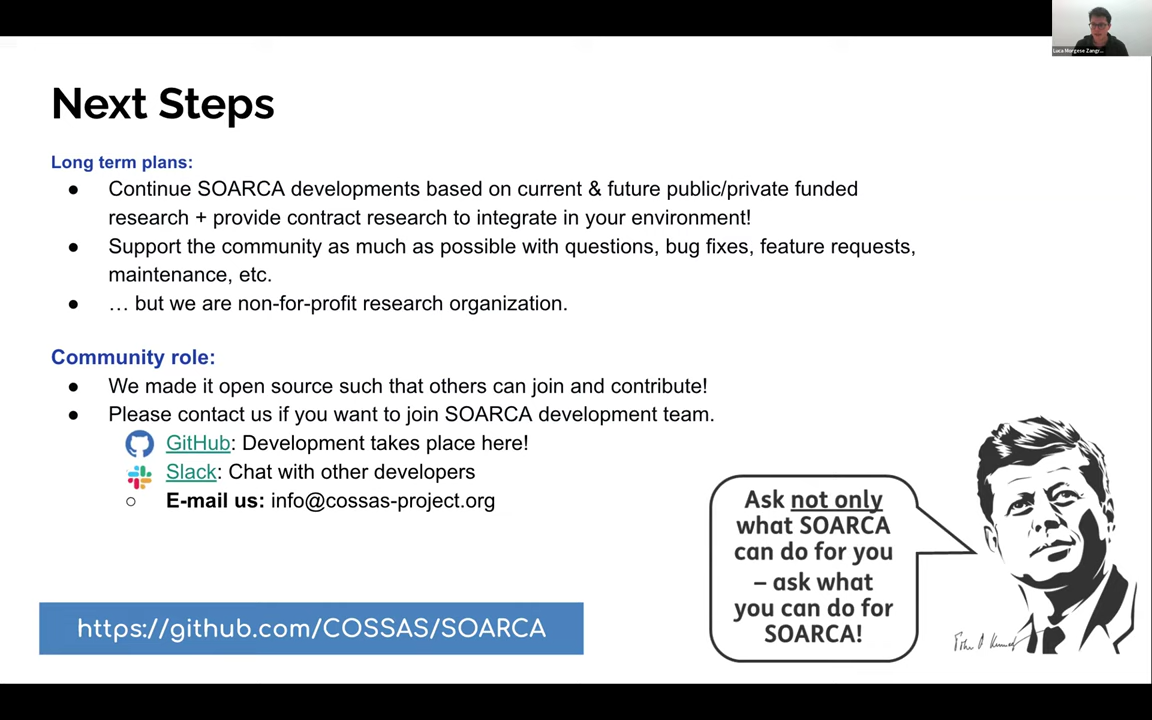 Luca Morgese Zangr...
Next Steps
Long term plans:
● Continue SOARCA developments based on current & future public/private funded
research + provide contract research to integrate in your environment!
● Support the community as much as possible with questions, bug fixes, feature requests,
maintenance, etc.
● … but we are non-for-profit research organization.
Community role:
● We made it open source such that others can join and contribute!
● Please contact us if you want to join SOARCA development team.
GitHub: Development takes place here!
Slack: Chat with other developers
○ E-mail us: info@cossas-project.org
Ask not only
what SOARCA
can do for you
– ask what
you can do for
SOARCA!
https://github.com/COSSAS/SOARCA